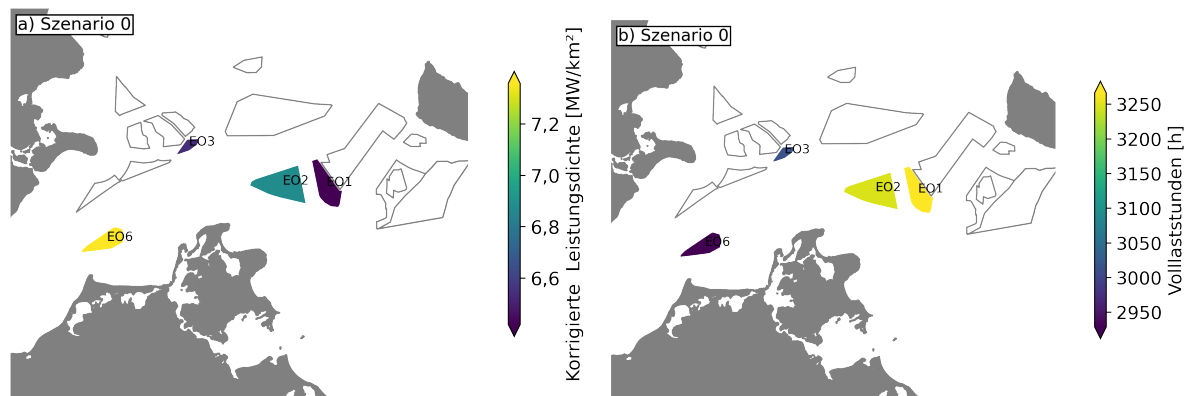 a) Szenario 0
EO3
EO2
EO1
EO6
7,2
7,0
6,8
6,6
Korrigierte Leistungsdichte [MW/km²]
b) Szenario 0
EO3
EO2
EO1
EO6
3250
3200
3150
3100
3050
3000
2950
Volllaststunden [h]